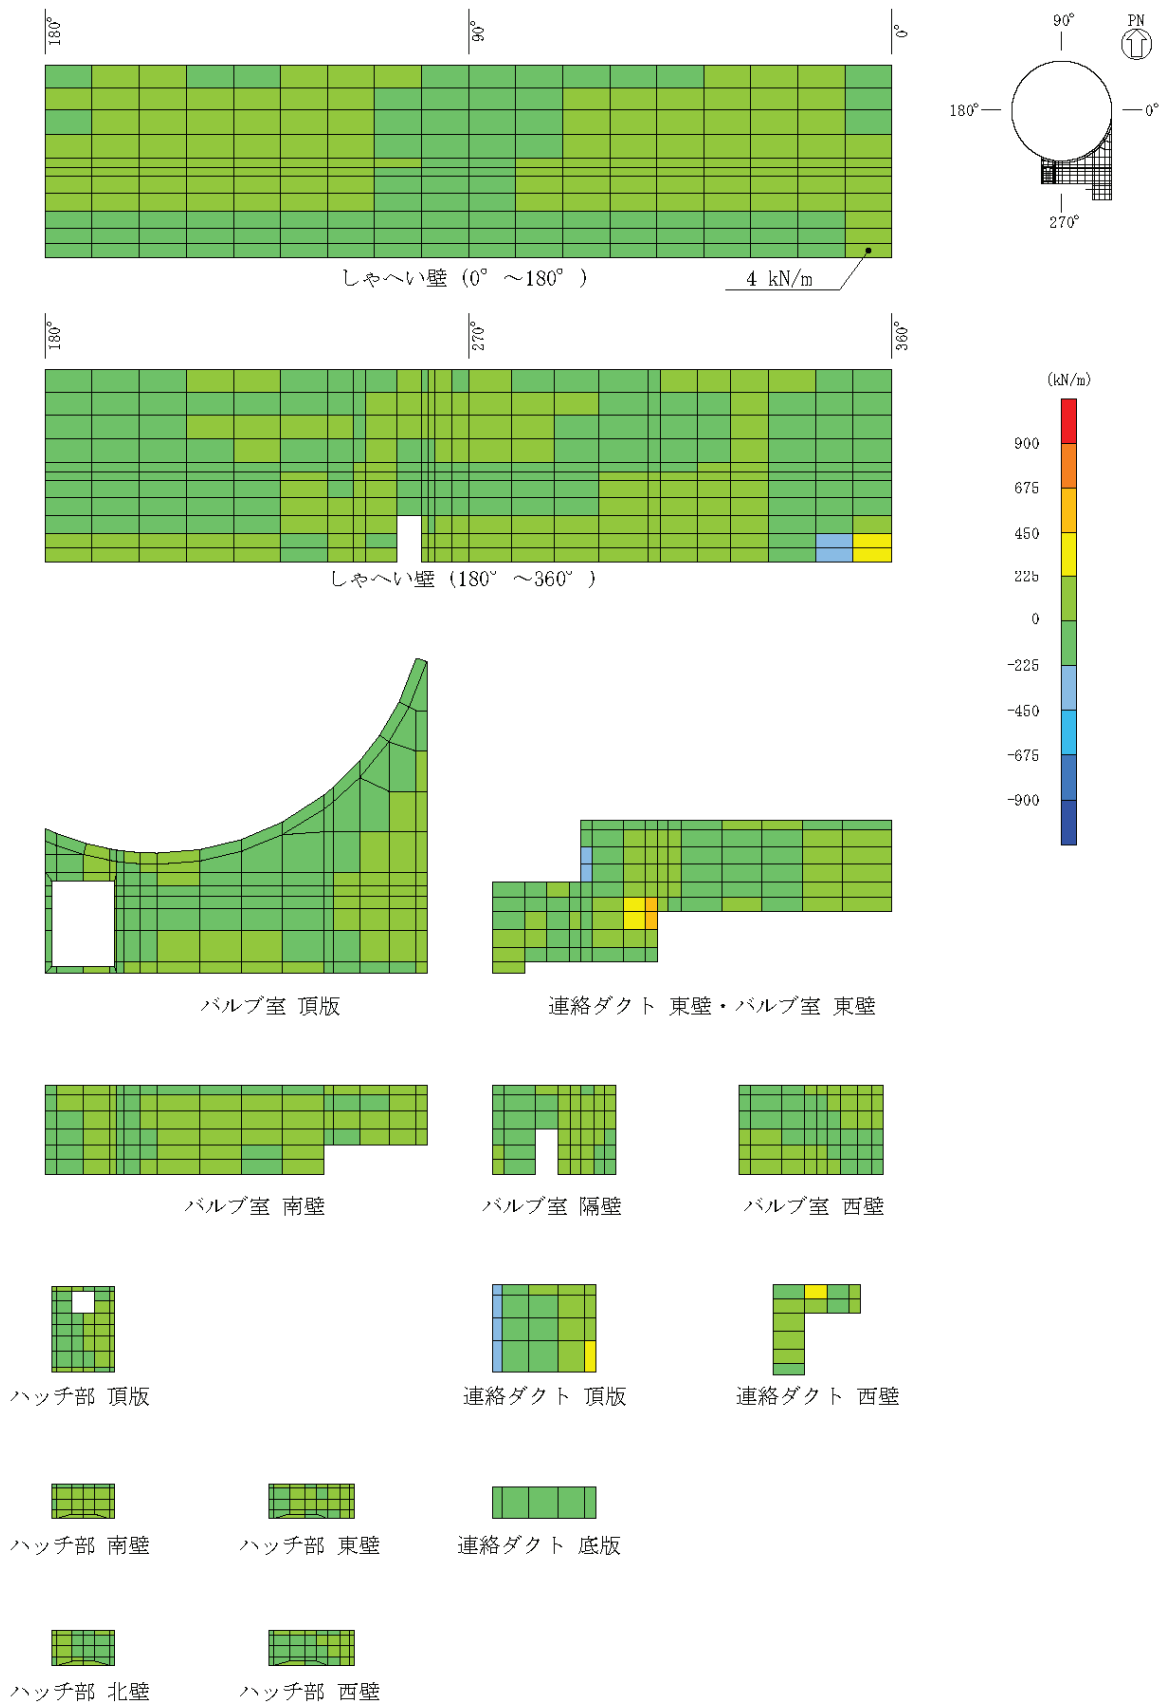 180°
90°
0°
90°
PN
180°
0°
270°
しゃへい壁 (0° ～180° )
4 kN/m
180°
270°
360°
(kN/m)
900
675
450
225
0
-225
-450
-675
-900
しゃへい壁 (180° ～360° )
バルブ室 頂版
連絡ダクト 東壁・バルブ室 東壁
バルブ室 南壁
バルブ室 隔壁
バルブ室 西壁
ハッチ部 頂版
連絡ダクト 頂版
連絡ダクト 西壁
ハッチ部 南壁
ハッチ部 東壁
連絡ダクト 底版
ハッチ部 北壁
ハッチ部 西壁